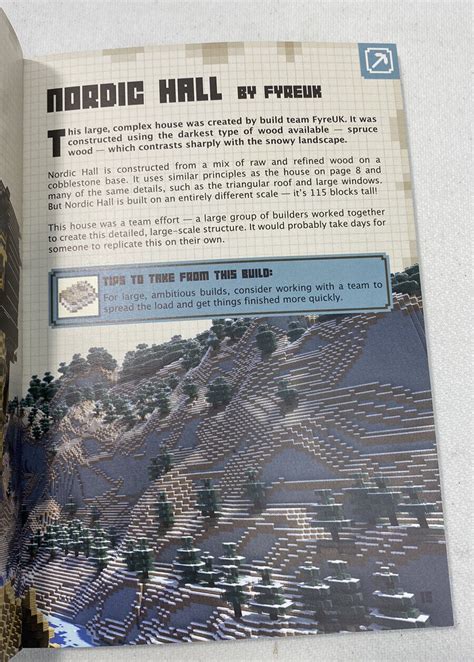 NORDIC HALL BY FYREUK
This large, complex house was created by build team FyreUK. It was
constructed using the darkest type of wood available — spruce
wood — which contrasts sharply with the snowy landscape.
Nordic Hall is constructed from a mix of raw and refined wood on a
cobblestone base. It uses similar principles as the house on page 8 and
many of the same details, such as the triangular roof and large windows.
But Nordic Hall is built on an entirely different scale — it's 115 blocks tall!
This house was a team effort — a large group of builders worked together
to create this detailed, large-scale structure. It would probably take days for
someone to replicate this on their own.
TIPS TO TAKE FROM THIS BUILD:
For large, ambitious builds, consider working with a team to
spread the load and get things finished more quickly.